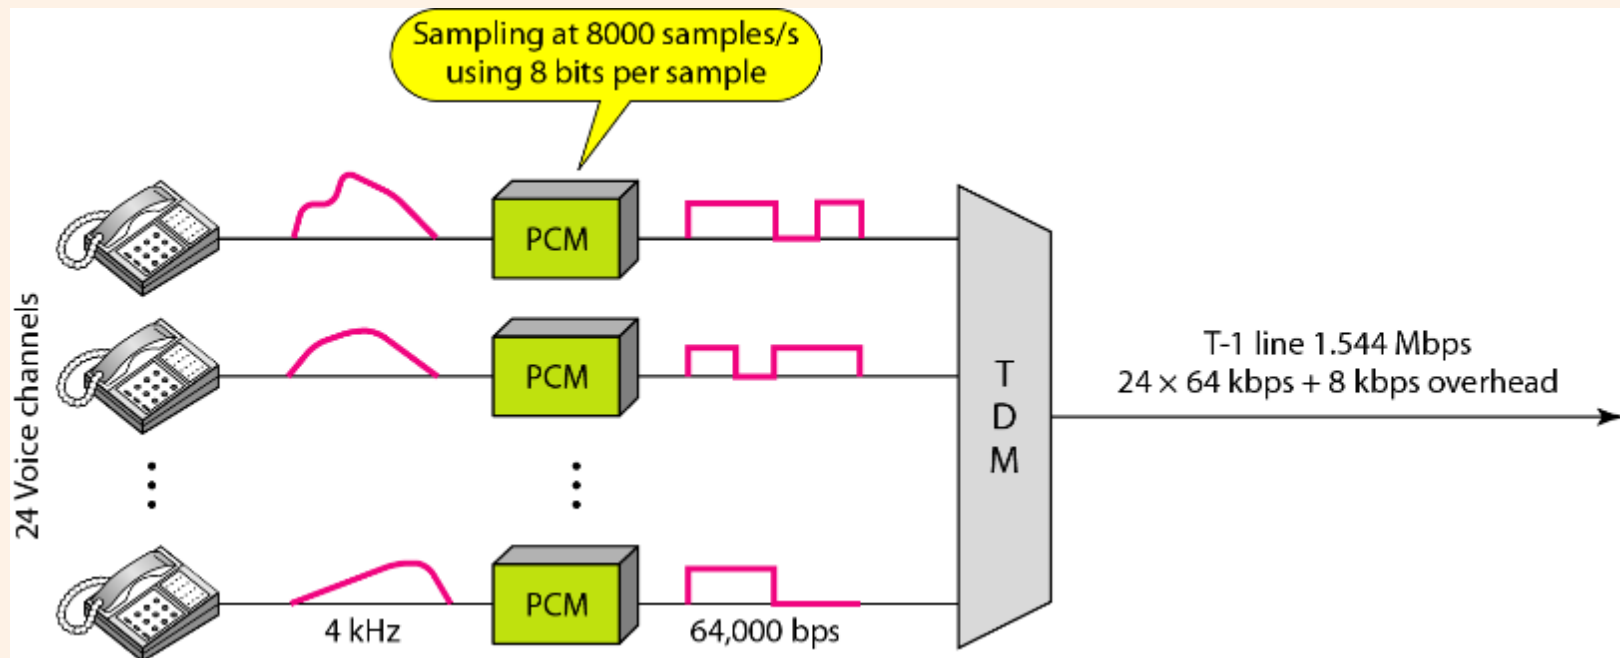 Sampling at 8000 samples/s
using 8 bits per sample
24 Voice channels
PCM
PCM
PCM
4 kHz
64,000 bps
T
D
M
T-1 line 1.544 Mbps
24 × 64 kbps + 8 kbps overhead